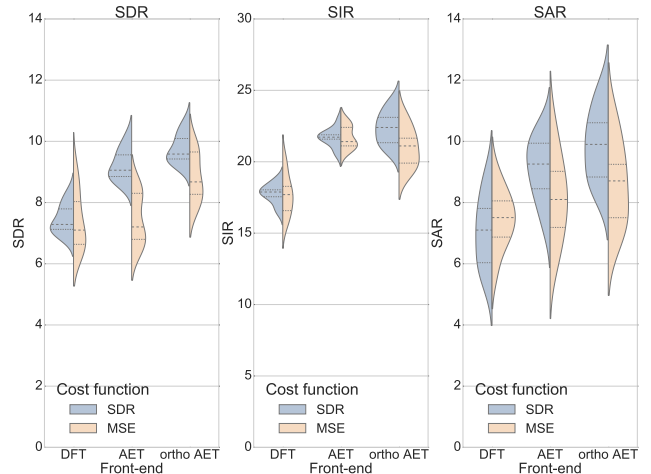 SDR
SDR
14
12
10
8
6
4
2
0
Cost function
SDR
MSE
DFT AET ortho AET
Front-end
SIR
SIR
30
25
20
15
10
5
0
Cost function
SDR
MSE
DFT AET ortho AET
Front-end
SAR
SAR
14
12
10
8
6
4
2
0
Cost function
SDR
MSE
DFT AET ortho AET
Front-end